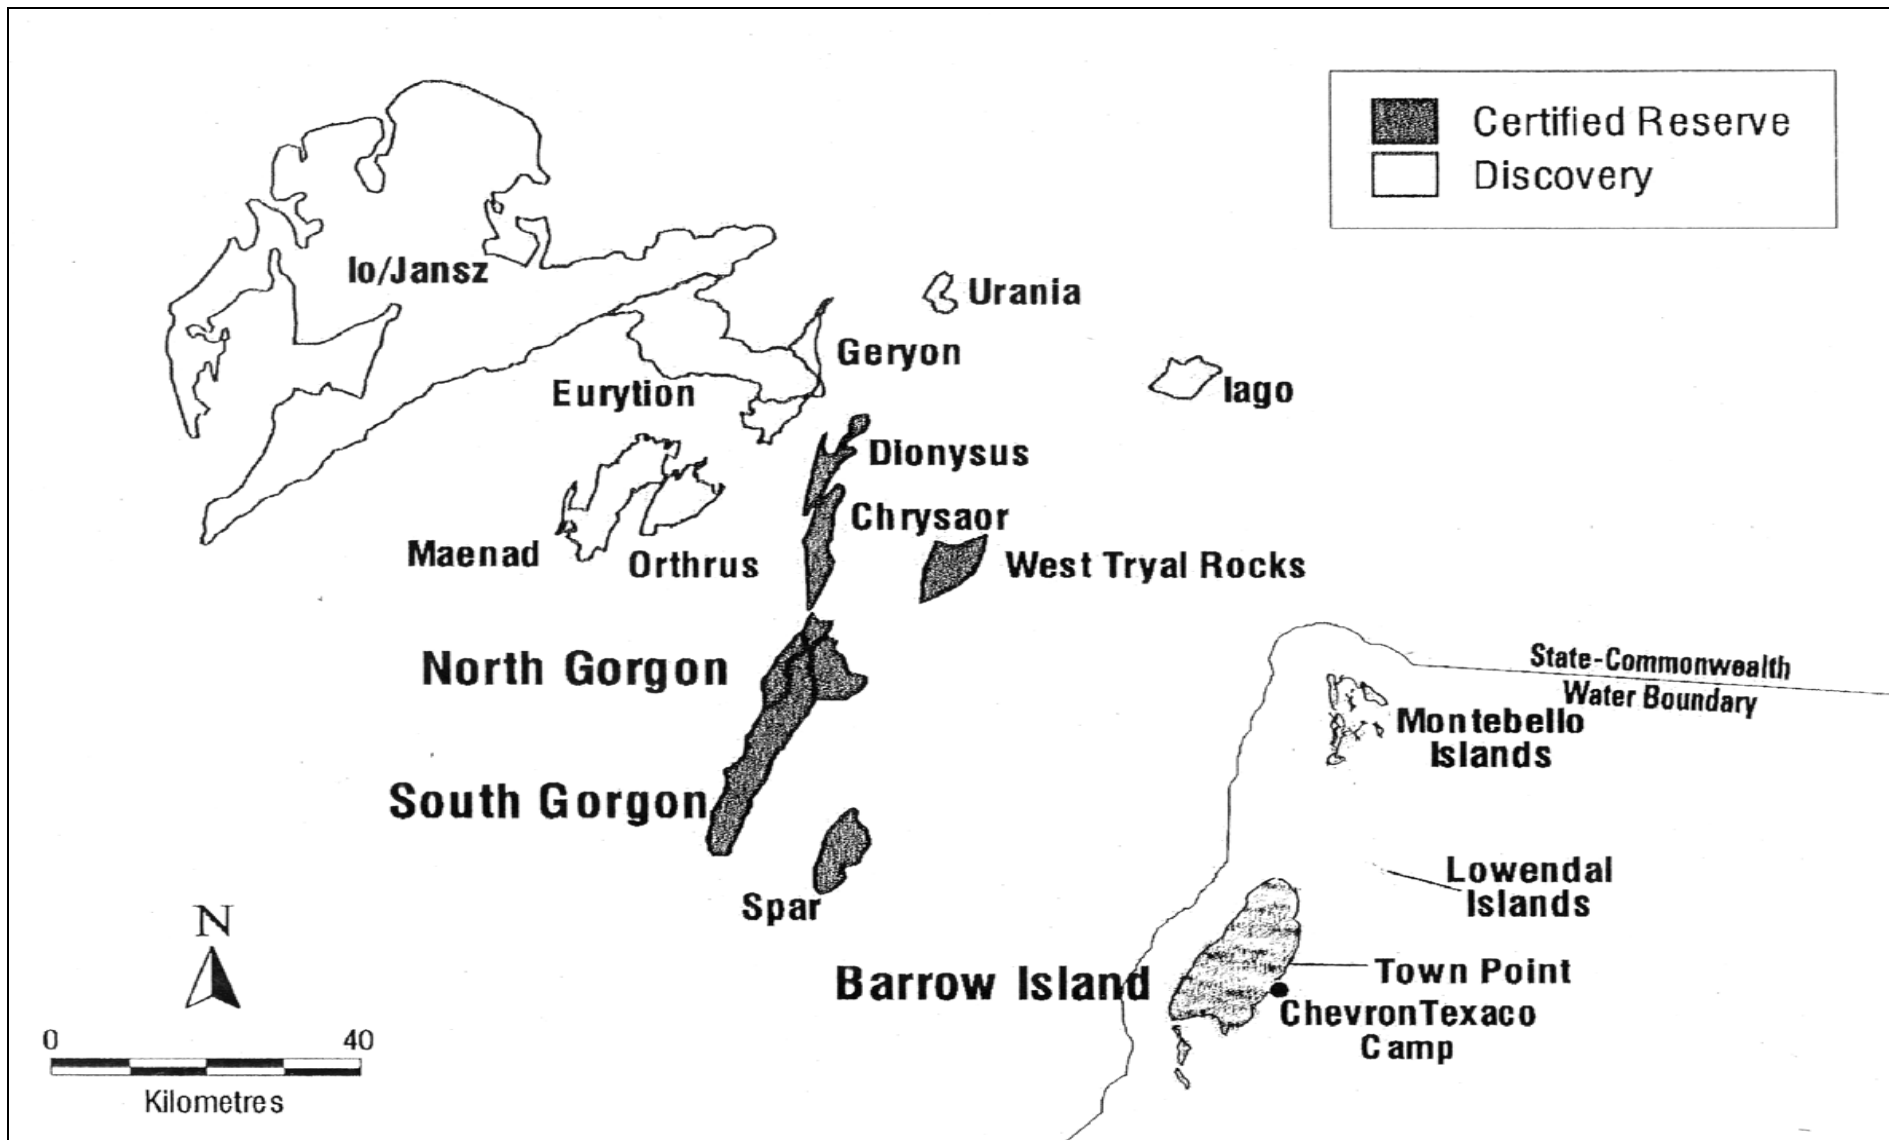 Certified Reserve
Discovery
Io/Jansz
Urania
Geryon
Iago
Eurytion
Dionysus
Chrysaor
Maenad
Orthrus
West Tryal Rocks
North Gorgon
State-Commonwealth
Water Boundary
Montebello
Islands
South Gorgon
Lowendal
Islands
Spar
N
Barrow Island
Town Point
ChevronTexaco
Camp
0 40
Kilometres